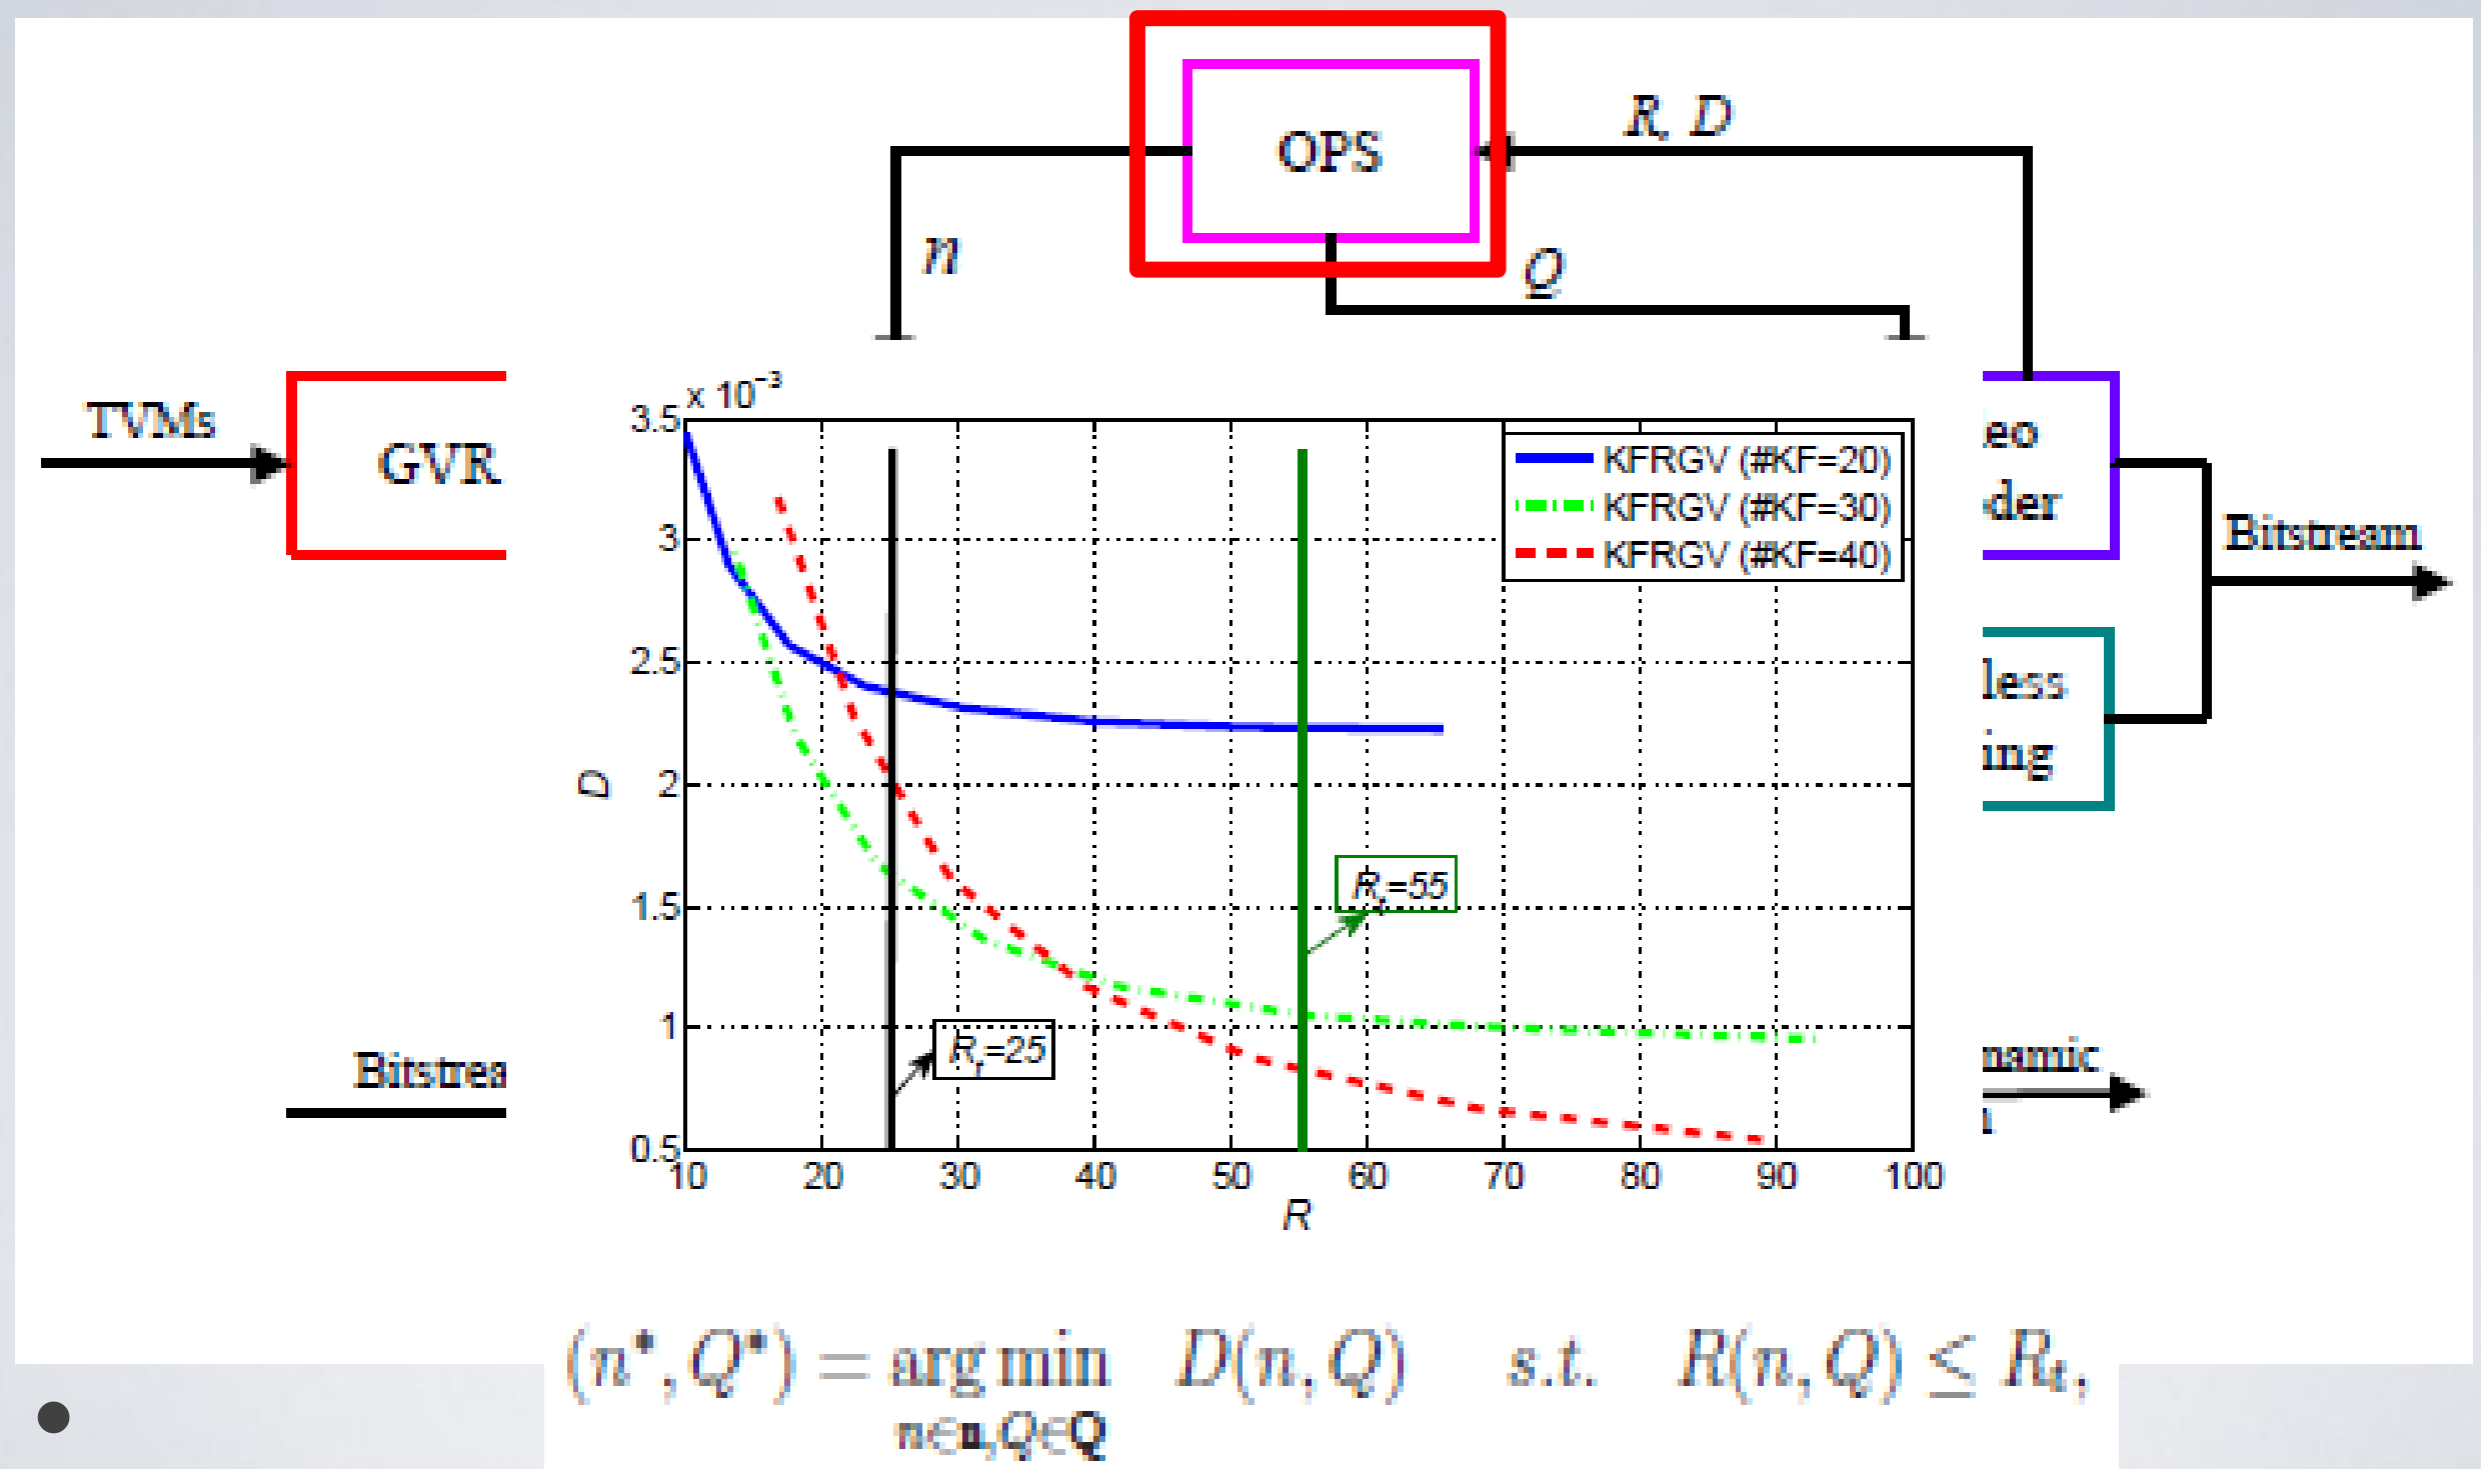 OPS
R, D
n
Q
TVMs
GVR
eo
der
Bitstream
less
ing
x 10⁻³
3.5
3
2.5
2
1.5
1
0.5
D
KFRGV (#KF=20)
KFRGV (#KF=30)
KFRGV (#KF=40)
Rₜ=55
Rₜ=25
10 20 30 40 50 60 70 80 90 100
R
Bitstrea
namic
(n*, Q*) = arg min D(n, Q) s.t. R(n, Q) ≤ Rₜ,
n∈n,Q∈Q